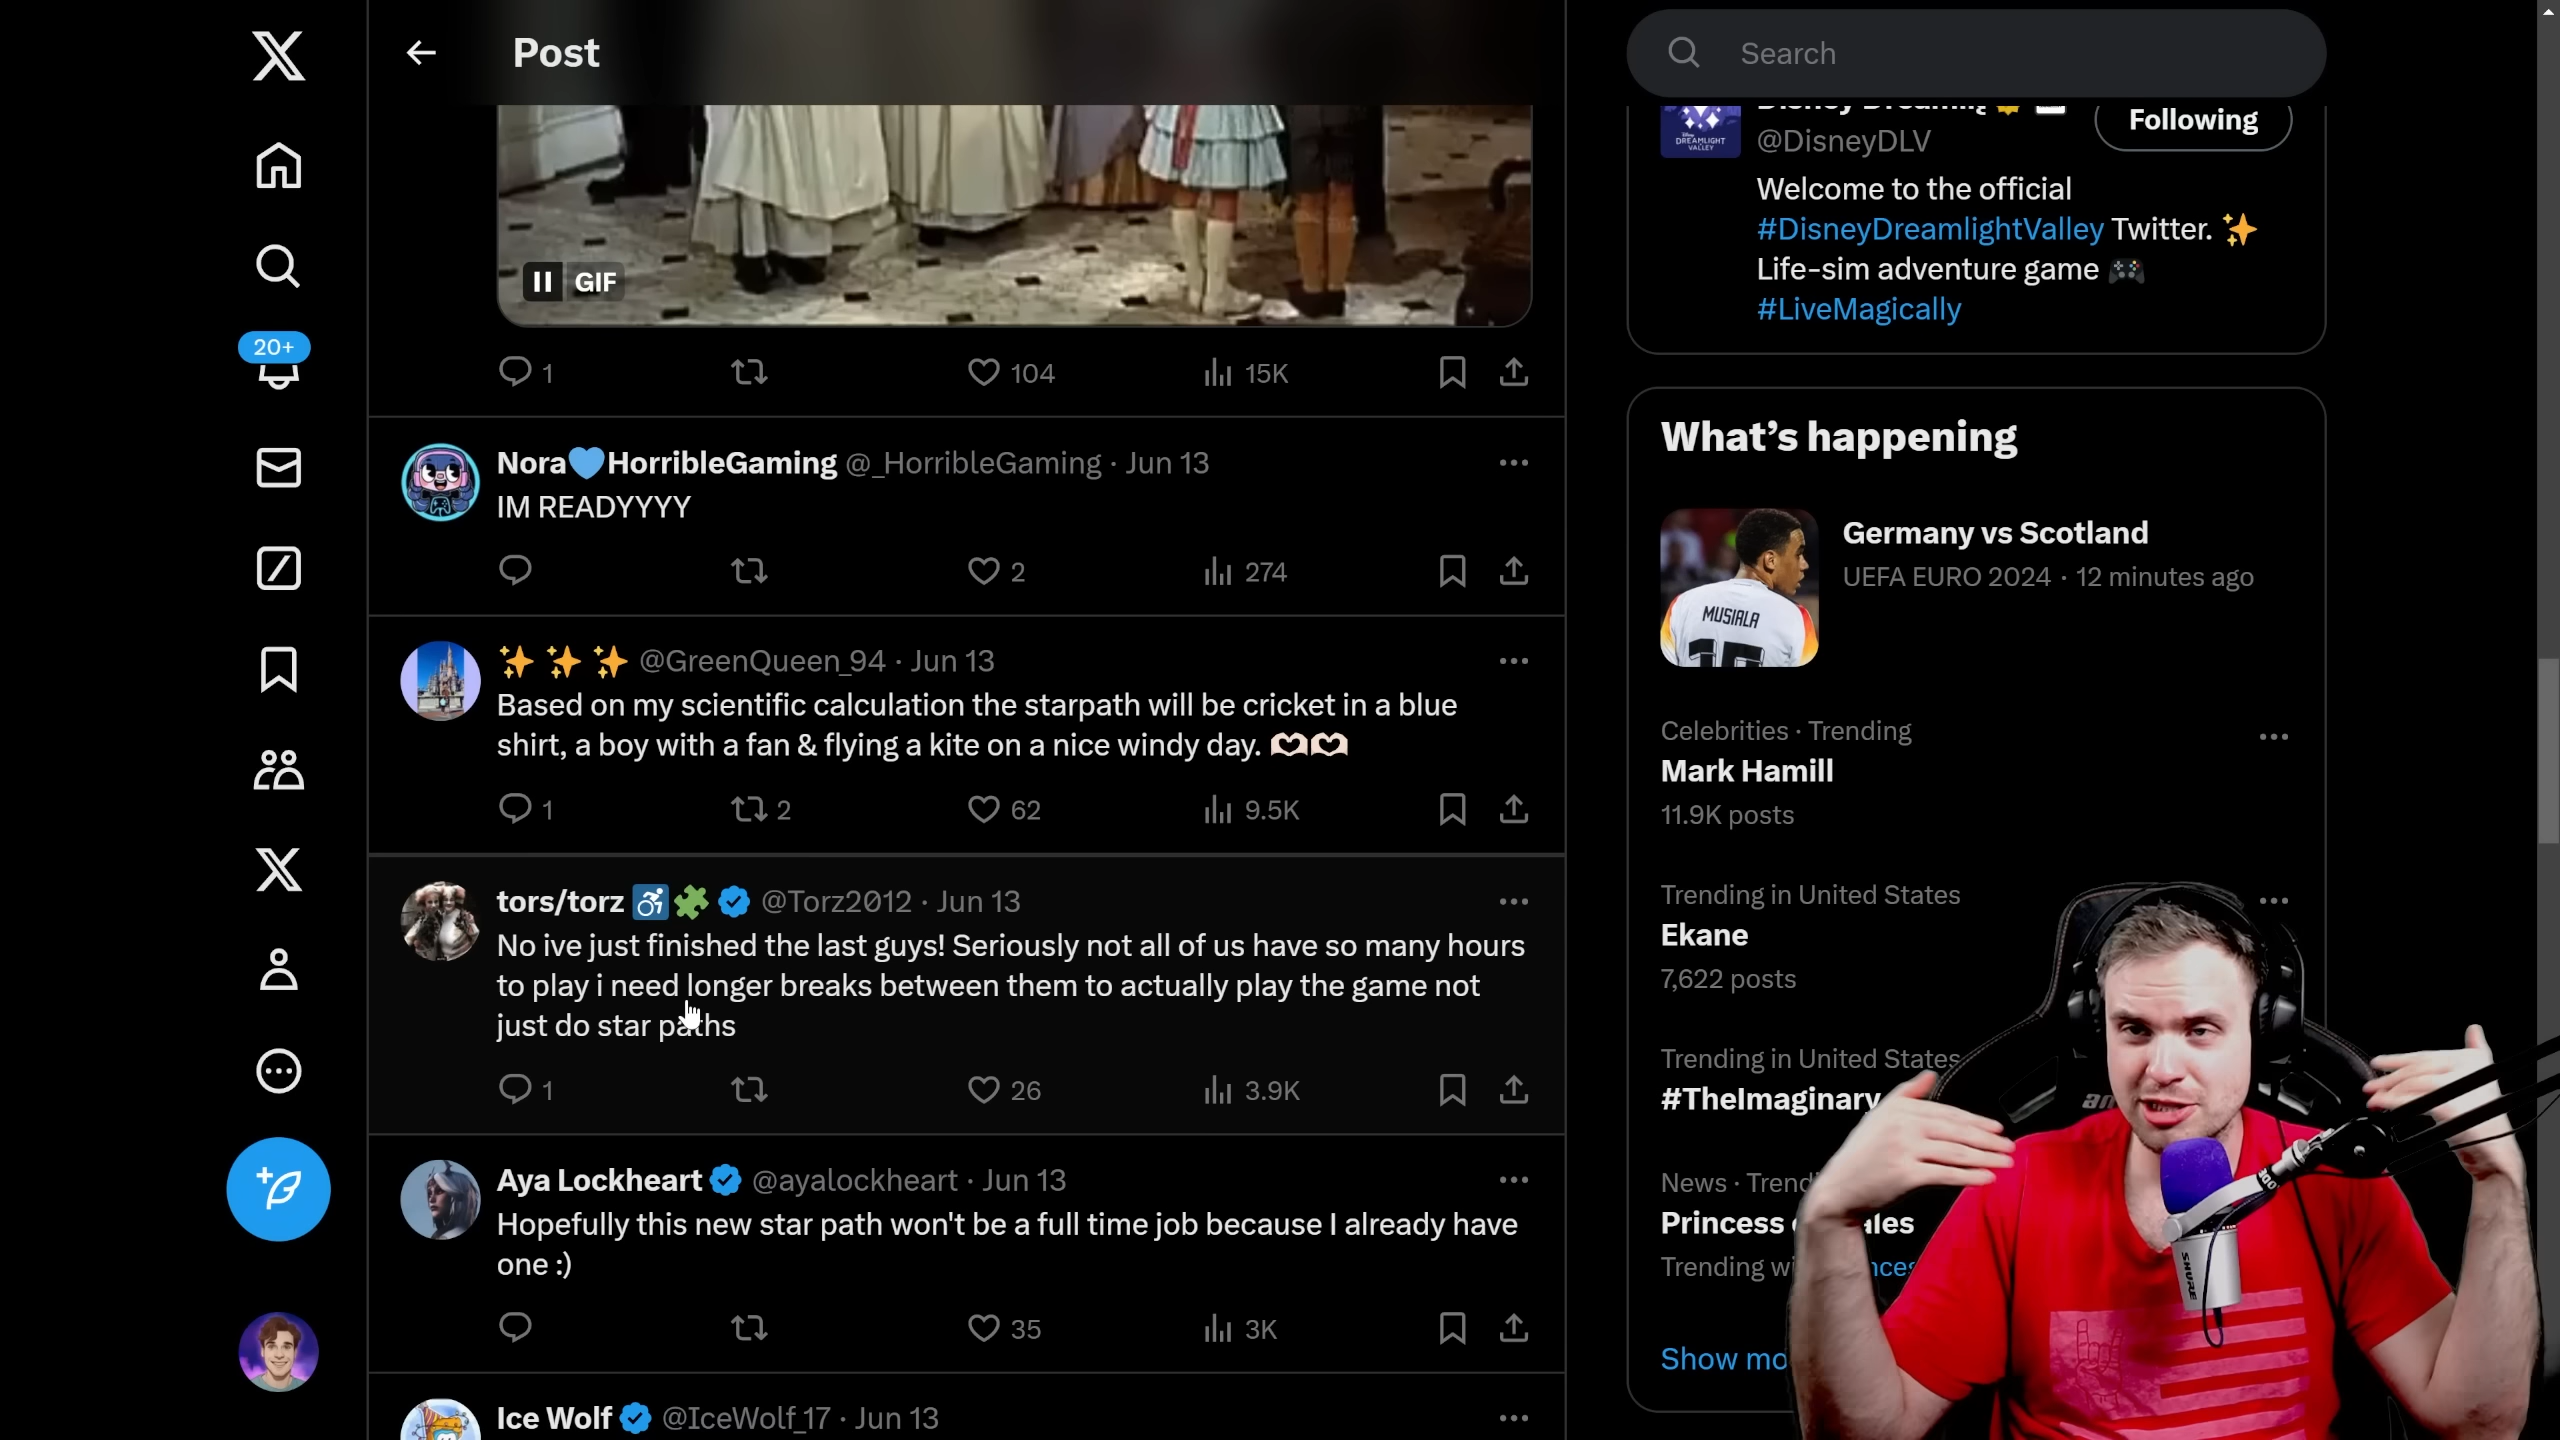 Post
GIF
1 104 15K
Nora💙HorribleGaming @_HorribleGaming · Jun 13
IM READYYYY
2 274
✨ ✨ ✨ @GreenQueen_94 · Jun 13
Based on my scientific calculation the starpath will be cricket in a blue
shirt, a boy with a fan & flying a kite on a nice windy day. 🫶🏻🫶🏻
1 2 62 9.5K
tors/torz @Torz2012 · Jun 13
No ive just finished the last guys! Seriously not all of us have so many hours
to play i need longer breaks between them to actually play the game not
just do star paths
1 26 3.9K
Aya Lockheart @ayalockheart · Jun 13
Hopefully this new star path won't be a full time job because I already have
one :)
35 3K
Ice Wolf @IceWolf_17 · Jun 13
20+
Search
Following
@DisneyDLV
DREAMLIGHT
VALLEY
Welcome to the official
#DisneyDreamlightValley Twitter. ✨
Life-sim adventure game 🎮
#LiveMagically
What's happening
Germany vs Scotland
UEFA EURO 2024 · 12 minutes ago
MUSIALA
Celebrities · Trending
Mark Hamill
11.9K posts
Trending in United States
Ekane
7,622 posts
Trending in United States
#TheImaginary
News · Trend
Princess
Trending
Show mo
SHURE